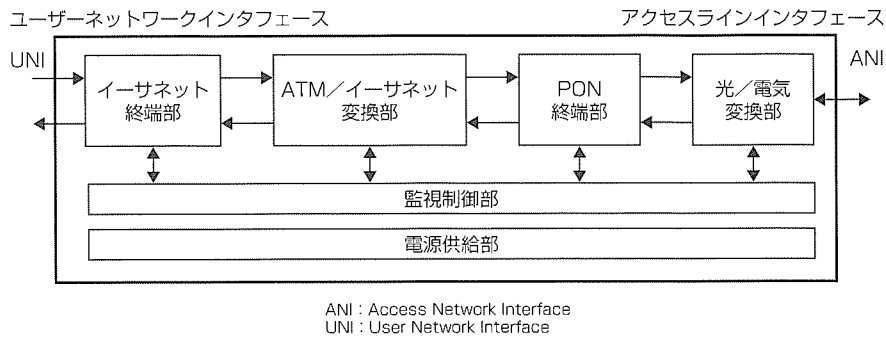 ユーザーネットワークインタフェース
アクセスラインインタフェース
UNI
ANI
イーサネット
終端部
ATM／イーサネット
変換部
PON
終端部
光／電気
変換部
監視制御部
電源供給部
ANI：Access Network Interface
UNI：User Network Interface